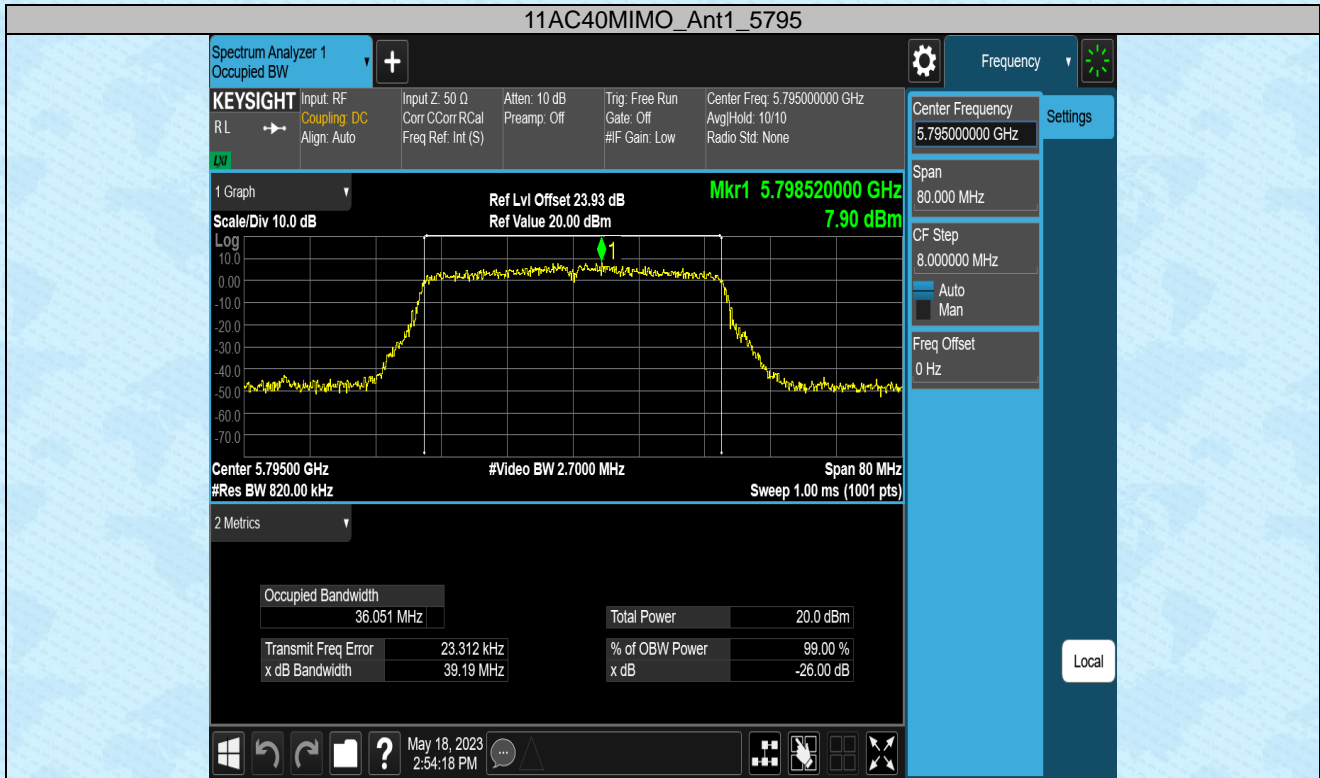 11AC40MIMO_Ant1_5795
Spectrum Analyzer 1
Occupied BW
+
Frequency
KEYSIGHT
R L
LXI
Input: RF
Coupling: DC
Align: Auto
Input Z: 50 Ω
Corr CCorr RCal
Freq Ref: Int (S)
Atten: 10 dB
Preamp: Off
Trig: Free Run
Gate: Off
#IF Gain: Low
Center Freq: 5.795000000 GHz
Avg|Hold: 10/10
Radio Std: None
Center Frequency
5.795000000 GHz
Settings
Span
80.000 MHz
CF Step
8.000000 MHz
Auto
Man
Freq Offset
0 Hz
Local
1 Graph
Scale/Div 10.0 dB
Ref Lvl Offset 23.93 dB
Ref Value 20.00 dBm
Mkr1 5.798520000 GHz
7.90 dBm
Log
10.0
0.00
-10.0
-20.0
-30.0
-40.0
-50.0
-60.0
-70.0
1
Center 5.79500 GHz
#Video BW 2.7000 MHz
Span 80 MHz
#Res BW 820.00 kHz
Sweep 1.00 ms (1001 pts)
2 Metrics
Occupied Bandwidth
36.051 MHz
Total Power 20.0 dBm
Transmit Freq Error 23.312 kHz
% of OBW Power 99.00 %
x dB Bandwidth 39.19 MHz
x dB -26.00 dB
?
May 18, 2023
2:54:18 PM